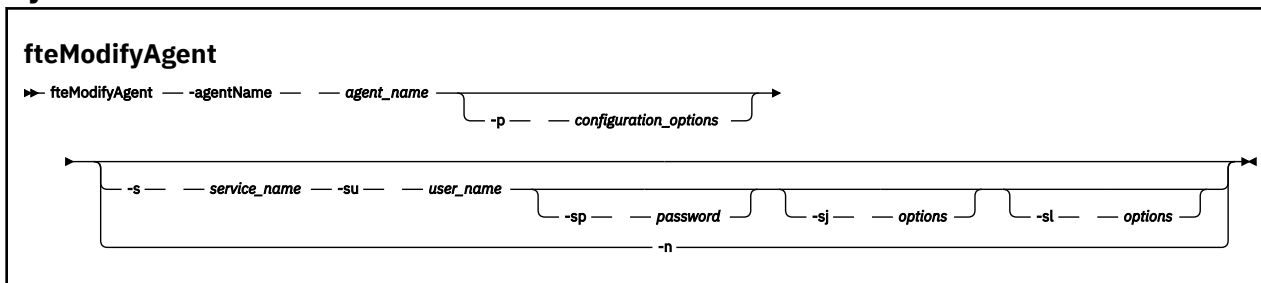 fteModifyAgent
fteModifyAgent -agentName agent_name
-p configuration_options
-s service_name -su user_name
-sp password -sj options -sl options
-n